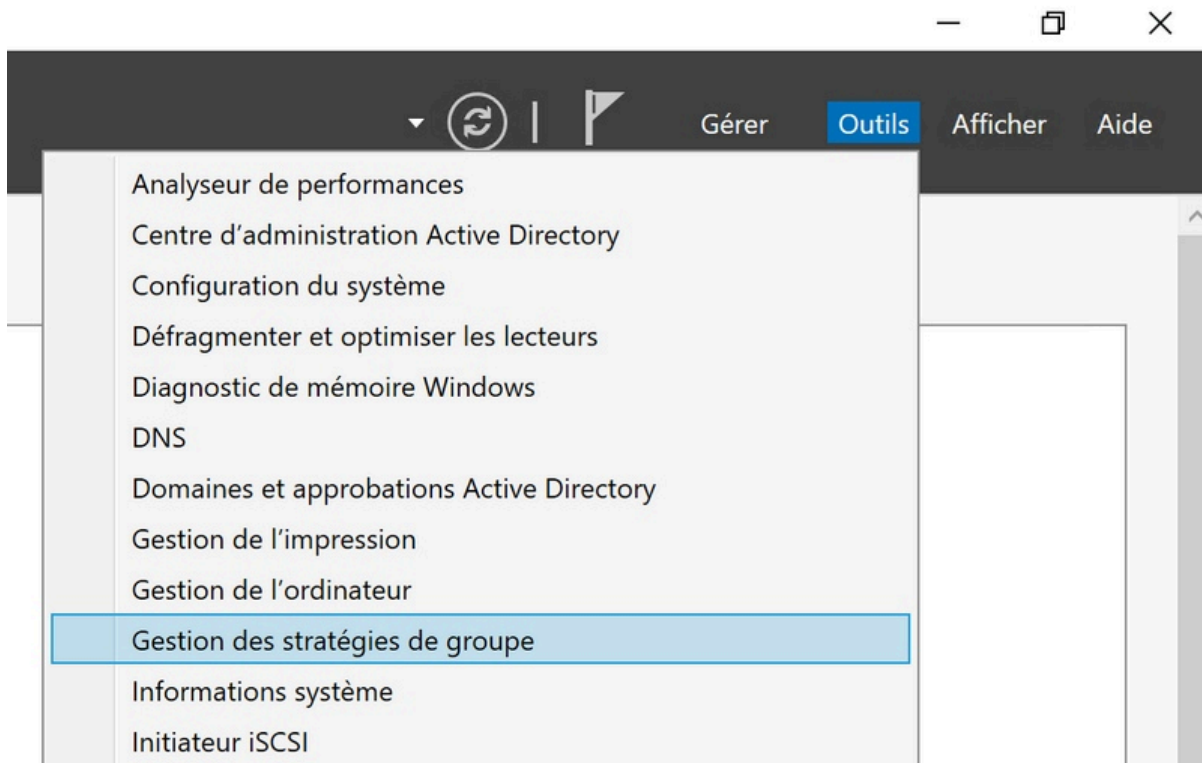 Gérer Outils Afficher Aide
Analyseur de performances
Centre d’administration Active Directory
Configuration du système
Défragmenter et optimiser les lecteurs
Diagnostic de mémoire Windows
DNS
Domaines et approbations Active Directory
Gestion de l’impression
Gestion de l’ordinateur
Gestion des stratégies de groupe
Informations système
Initiateur iSCSI